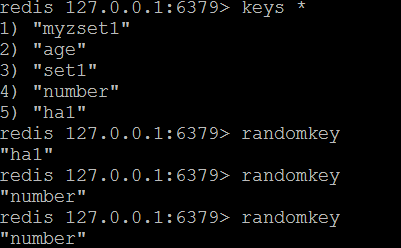 redis 127.0.0.1:6379> keys *
1) "myzset1"
2) "age"
3) "set1"
4) "number"
5) "ha1"
redis 127.0.0.1:6379> randomkey
"ha1"
redis 127.0.0.1:6379> randomkey
"number"
redis 127.0.0.1:6379> randomkey
"number"